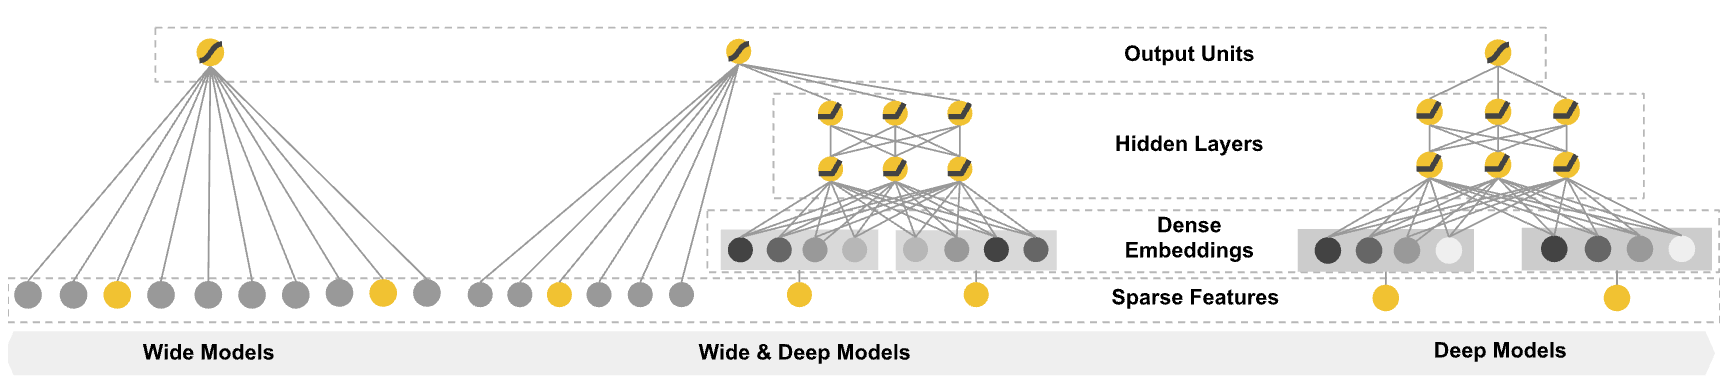 Output Units
Hidden Layers
Dense
Embeddings
Sparse Features
Wide Models
Wide & Deep Models
Deep Models